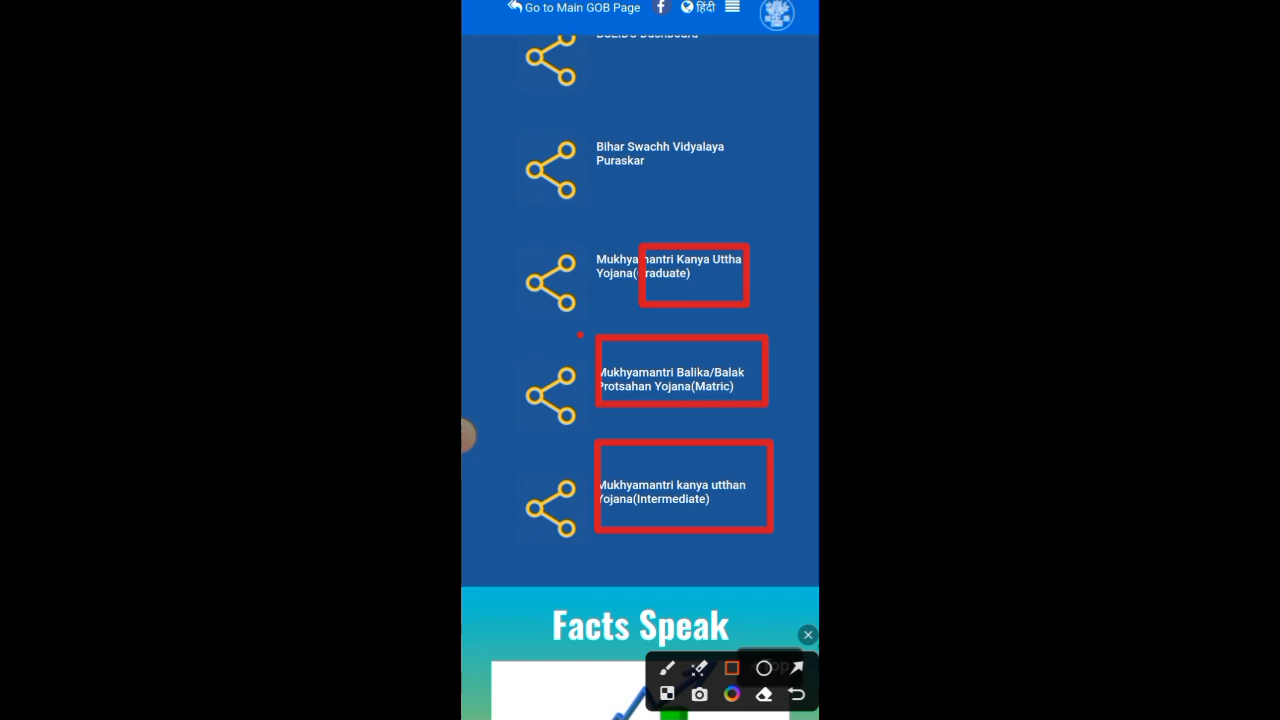 Go to Main GOB Page
हिंदी
Bihar Swachh Vidyalaya
Puraskar
Mukhyamantri Kanya Uttha
Yojana(Graduate)
Mukhyamantri Balika/Balak
Protsahan Yojana(Matric)
Mukhyamantri kanya utthan
Yojana(Intermediate)
Facts Speak